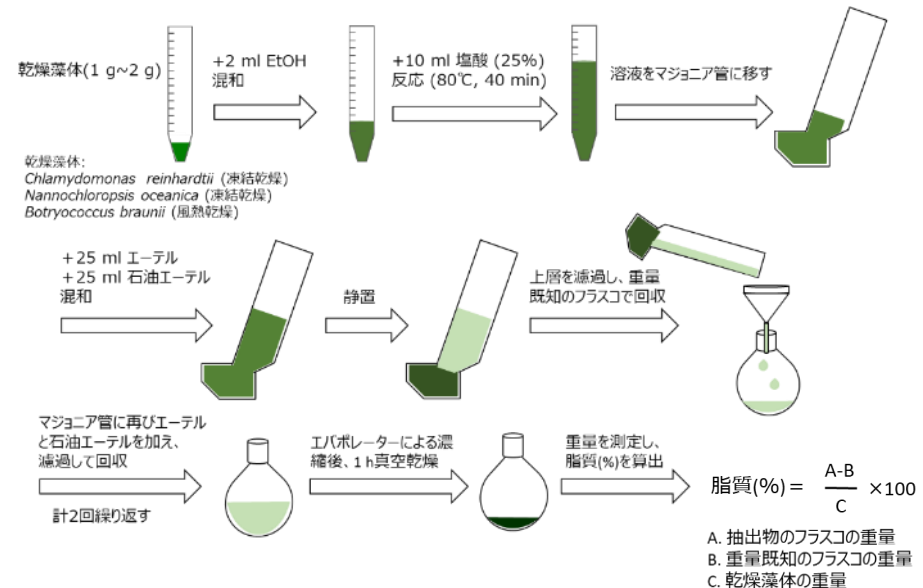 乾燥藻体(1 g~2 g)
+2 ml EtOH
混和
+10 ml 塩酸 (25%)
反応 (80℃, 40 min)
溶液をマジョニア管に移す
乾燥藻体:
Chlamydomonas reinhardtii (凍結乾燥)
Nannochloropsis oceanica (凍結乾燥)
Botryococcus braunii (風熱乾燥)
+25 ml エーテル
+25 ml 石油エーテル
混和
静置
上層を濾過し、重量
既知のフラスコで回収
マジョニア管に再びエーテル
と石油エーテルを加え、
濾過して回収
計2回繰り返す
エバポレーターによる濃
縮後、1 h真空乾燥
重量を測定し、
脂質(%)を算出
脂質(%)＝ A-B
C
×100
A. 抽出物のフラスコの重量
B. 重量既知のフラスコの重量
C. 乾燥藻体の重量